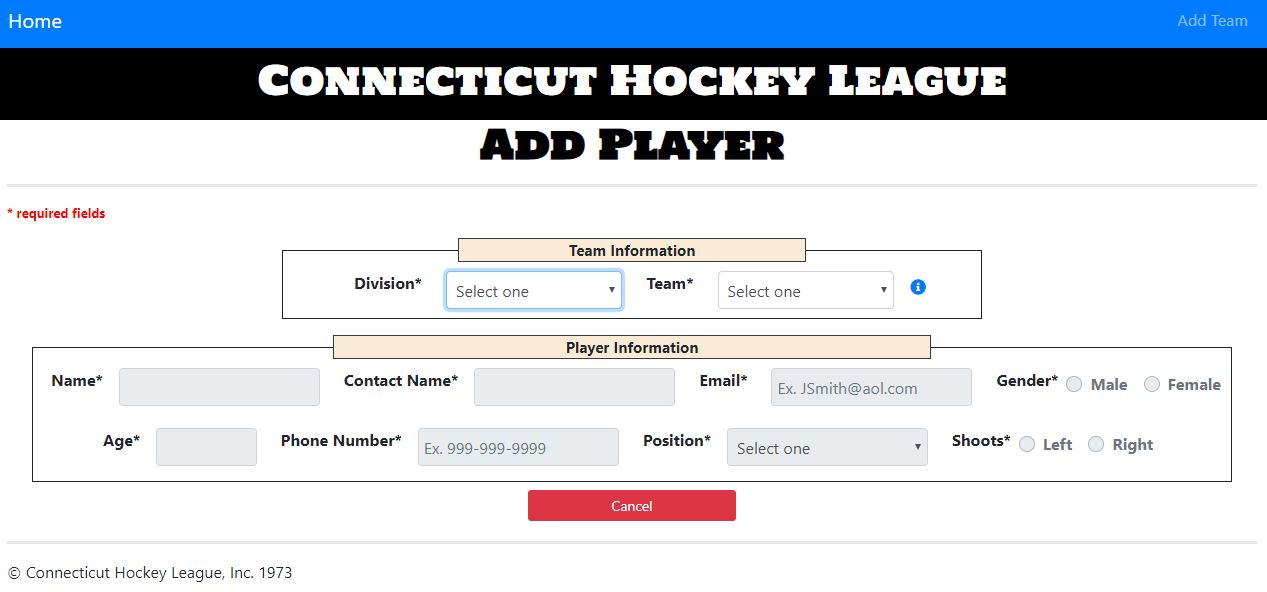 Home Add Team
Connecticut Hockey League
Add Player
* required fields
Team Information
Division* Select one Team* Select one
Player Information
Name* Contact Name* Email* Ex. JSmith@aol.com Gender* Male Female
Age* Phone Number* Ex. 999-999-9999 Position* Select one Shoots* Left Right
Cancel
© Connecticut Hockey League, Inc. 1973